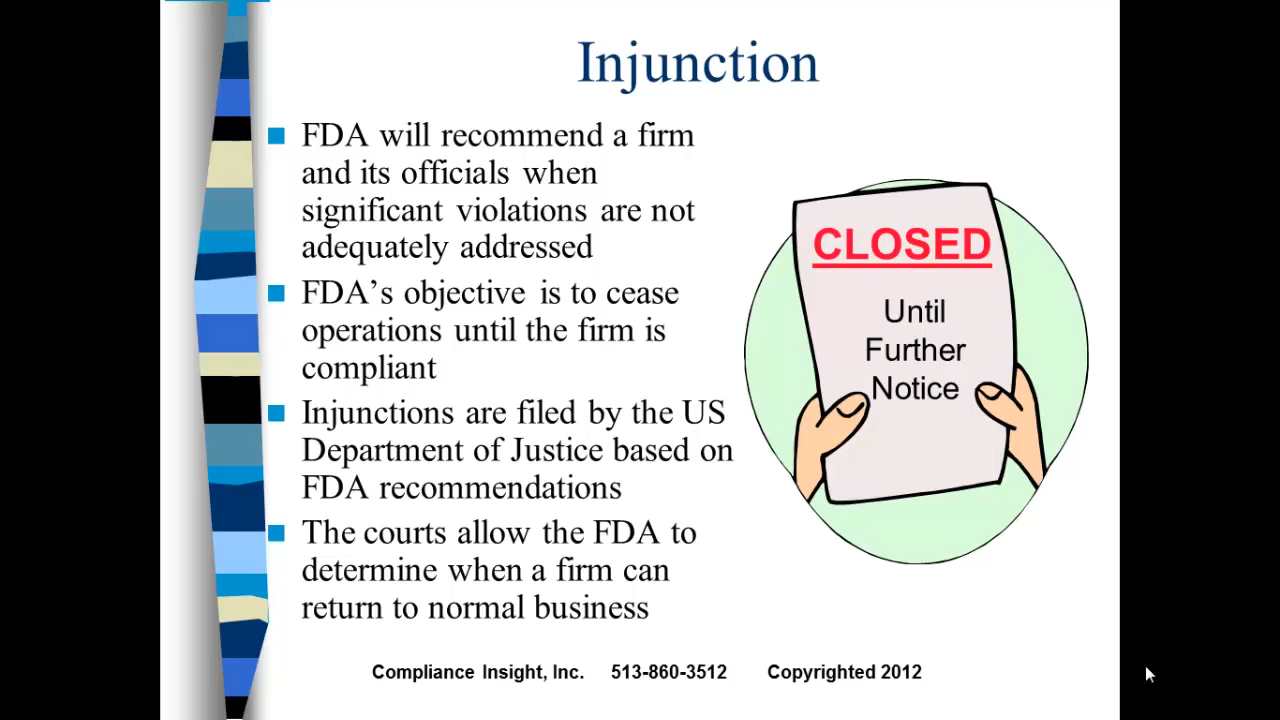 Injunction
FDA will recommend a firm
and its officials when
significant violations are not
adequately addressed
FDA’s objective is to cease
operations until the firm is
compliant
Injunctions are filed by the US
Department of Justice based on
FDA recommendations
The courts allow the FDA to
determine when a firm can
return to normal business
CLOSED
Until
Further
Notice
Compliance Insight, Inc. 513-860-3512 Copyrighted 2012